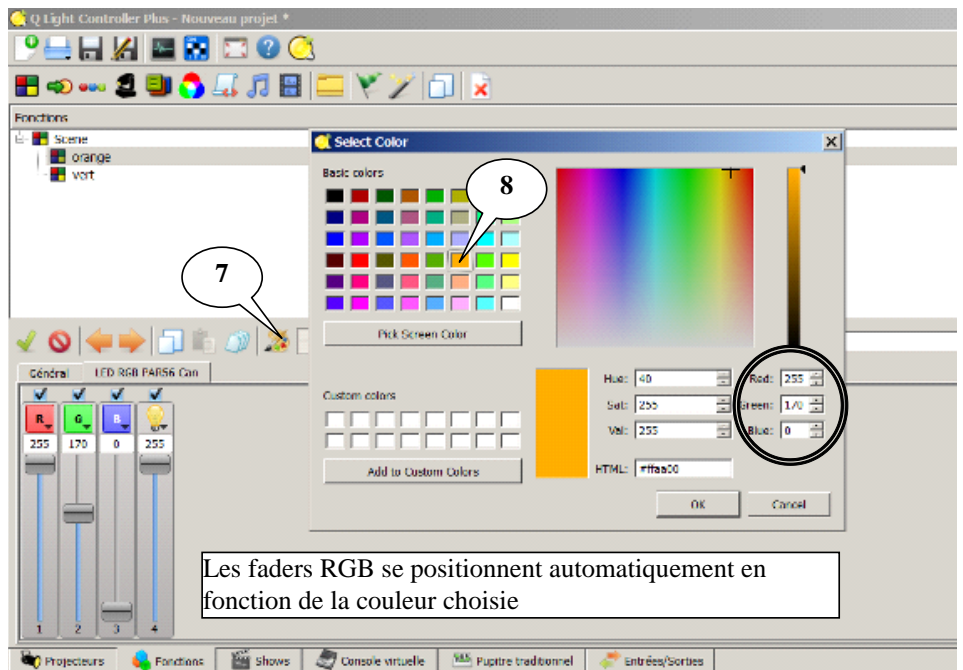 Q Light Controller Plus - Nouveau projet *
Fonctions
Scene
orange
vert
Select Color
Basic colors
8
7
Pick Screen Color
Général
LED RGB PAR56 Can
Custom colors
Hue: 40
Red: 255
Sat: 255
Green: 170
Val: 255
Blue: 0
HTML: #ffaa00
Add to Custom Colors
OK
Cancel
R
G
B
255
170
0
255
1
2
3
4
Les faders RGB se positionnent automatiquement en
fonction de la couleur choisie
Projecteurs
Fonctions
Shows
Console virtuelle
Pupitre traditionnel
Entrées/Sorties